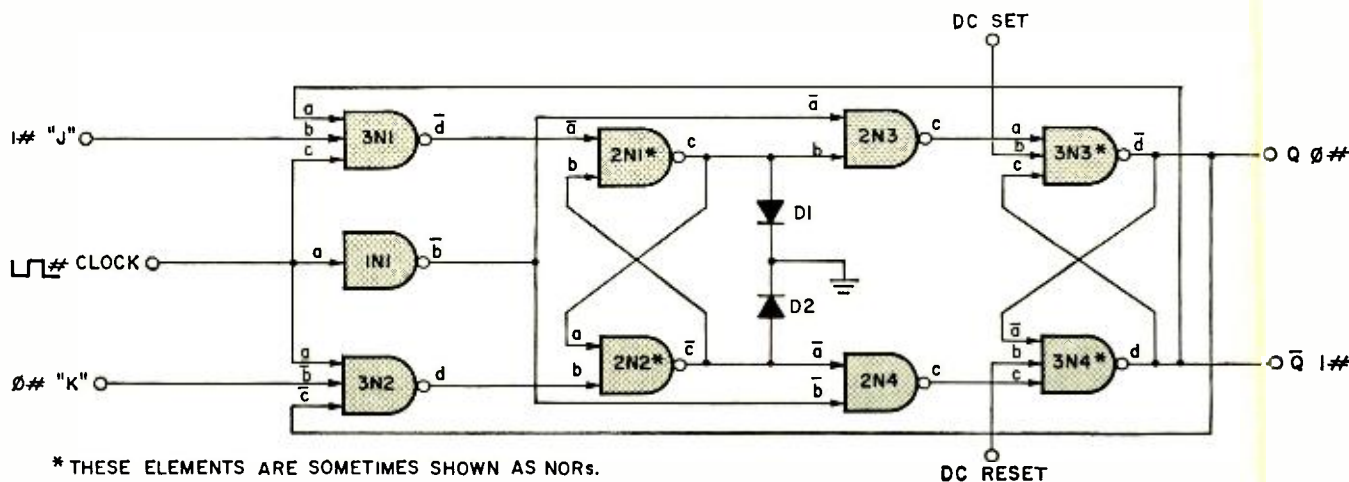 DC SET
a
1# "J"
b
3N1
d̅
c
a̅
2N1*
c
b
a̅
2N3
c
b
a
b
3N3*
d̅
c
Q Ø#
# CLOCK
a
1N1
b̅
D1
D2
Ø# "K"
a
b̅
3N2
d
c̅
a
2N2*
c̅
b
a̅
2N4
c
b̅
a̅
b
3N4*
d
c
Q̅ 1#
* THESE ELEMENTS ARE SOMETIMES SHOWN AS NORs.
DC RESET